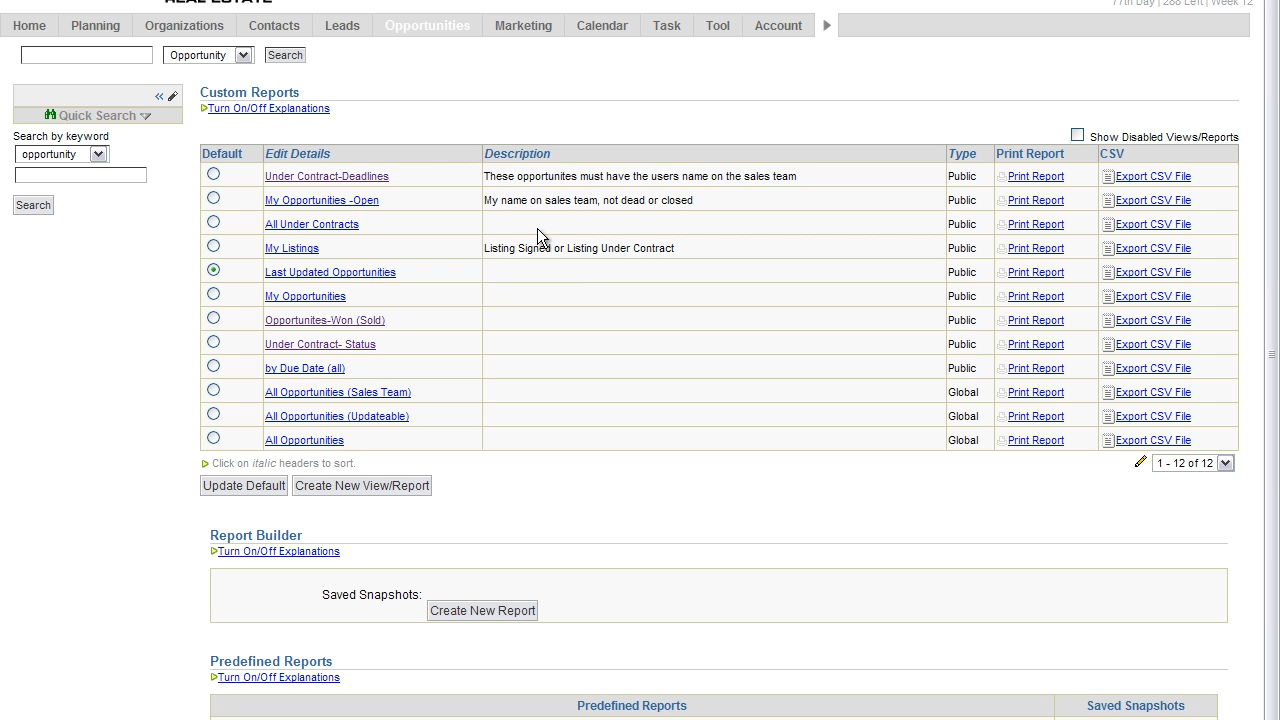 REAL ESTATE
77th Day | 288 Left | Week 12
Home Planning Organizations Contacts Leads Opportunities Marketing Calendar Task Tool Account
Opportunity Search
«
Quick Search
Search by keyword
opportunity
Search
Custom Reports
Turn On/Off Explanations
Show Disabled Views/Reports
Default Edit Details Description Type Print Report CSV
Under Contract-Deadlines These opportunites must have the users name on the sales team Public Print Report Export CSV File
My Opportunities -Open My name on sales team, not dead or closed Public Print Report Export CSV File
All Under Contracts Public Print Report Export CSV File
My Listings Listing Signed or Listing Under Contract Public Print Report Export CSV File
Last Updated Opportunities Public Print Report Export CSV File
My Opportunities Public Print Report Export CSV File
Opportunites-Won (Sold) Public Print Report Export CSV File
Under Contract- Status Public Print Report Export CSV File
by Due Date (all) Public Print Report Export CSV File
All Opportunities (Sales Team) Global Print Report Export CSV File
All Opportunities (Updateable) Global Print Report Export CSV File
All Opportunities Global Print Report Export CSV File
Click on italic headers to sort. 1 - 12 of 12
Update Default Create New View/Report
Report Builder
Turn On/Off Explanations
Saved Snapshots:
Create New Report
Predefined Reports
Turn On/Off Explanations
Predefined Reports Saved Snapshots